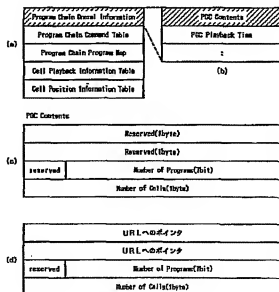 Program Chain General Information
PGC Contents
(a)
Program Chain Command Table
PGC Playback Time
Program Chain Program Map
:
Cell Playback Information Table
(b)
Cell Position Information Table
PGC Contents
Reserved(1byte)
Reserved(1byte)
(c)
reserved
Number of Programs(7bit)
Number of Cells(1byte)
URLへのポインタ
URLへのポインタ
(d)
reserved
Number of Programs(7bit)
Number of Cells(1byte)